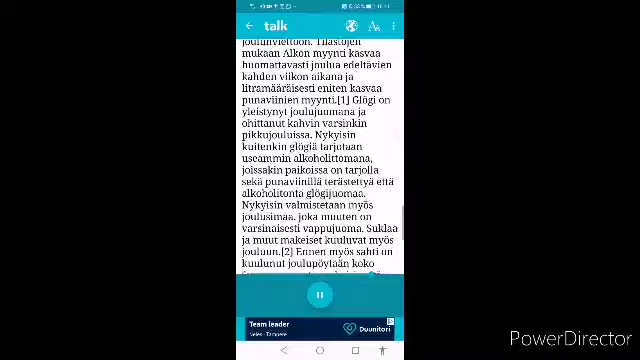 talk
joulunviettoon. Tilastojen
mukaan Alkon myynti kasvaa
huomattavasti joulua edeltävien
kahden viikon aikana ja
litramääräisesti eniten kasvaa
punaviinien myynti.[1] Glögi on
yleistynyt joulujuomana ja
ohittanut kahvin varsinkin
pikkujouluissa. Nykyisin
kuitenkin glögiä tarjotaan
useammin alkoholittomana,
joissakin paikoissa on tarjolla
sekä punaviinillä terästettyä että
alkoholitonta glögijuomaa.
Nykyisin valmistetaan myös
joulusimaa, joka muuten on
varsinaisesti vappujuoma. Suklaa
ja muut makeiset kuuluvat myös
jouluun.[2] Ennen myös sahti on
kuulunut joulupöytään koko
Team leader
Duunitori
eles - Tampere
PowerDirector